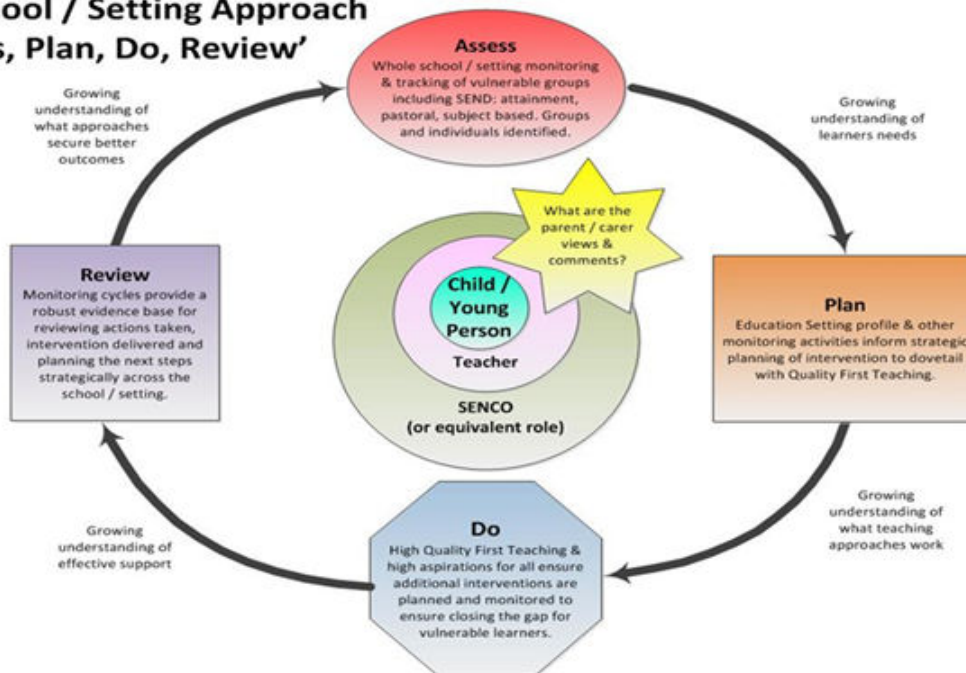 ool / Setting Approach
s, Plan, Do, Review’
Assess
Whole school / setting monitoring
& tracking of vulnerable groups
including SEND: attainment,
pastoral, subject based. Groups
and individuals identified.
Growing
understanding of
what approaches
secure better
outcomes
Growing
understanding of
learners needs
What are the
parent / carer
views &
comments?
Review
Monitoring cycles provide a
robust evidence base for
reviewing actions taken,
intervention delivered and
planning the next steps
strategically across the
school / setting.
Child /
Young
Person
Teacher
SENCO
(or equivalent role)
Plan
Education Setting profile & other
monitoring activities inform strategic
planning of intervention to dovetail
with Quality First Teaching.
Growing
understanding of
what teaching
approaches work
Do
High Quality First Teaching &
high aspirations for all ensure
additional interventions are
planned and monitored to
ensure closing the gap for
vulnerable learners.
Growing
understanding of
effective support